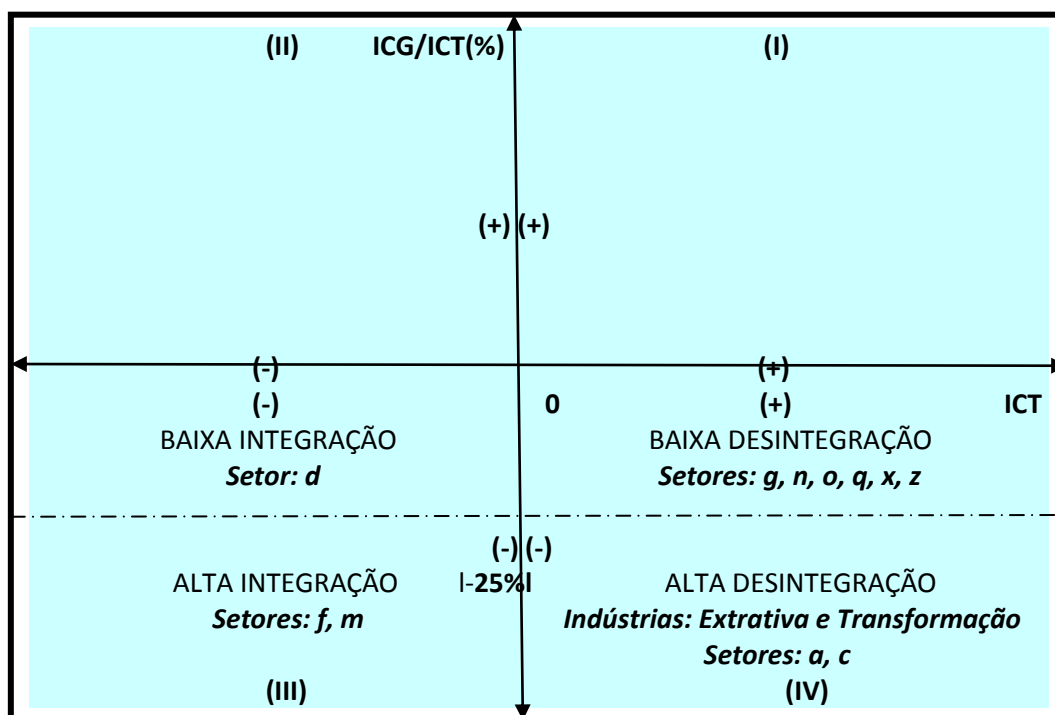 (II) ICG/ICT(%) (I)
(+) (+)
(-) (+)
(-) 0 (+) ICT
BAIXA INTEGRAÇÃO BAIXA DESINTEGRAÇÃO
Setor: d Setores: g, n, o, q, x, z
(-) (-)
ALTA INTEGRAÇÃO l-25%l ALTA DESINTEGRAÇÃO
Setores: f, m Indústrias: Extrativa e Transformação
Setores: a, c
(III) (IV)